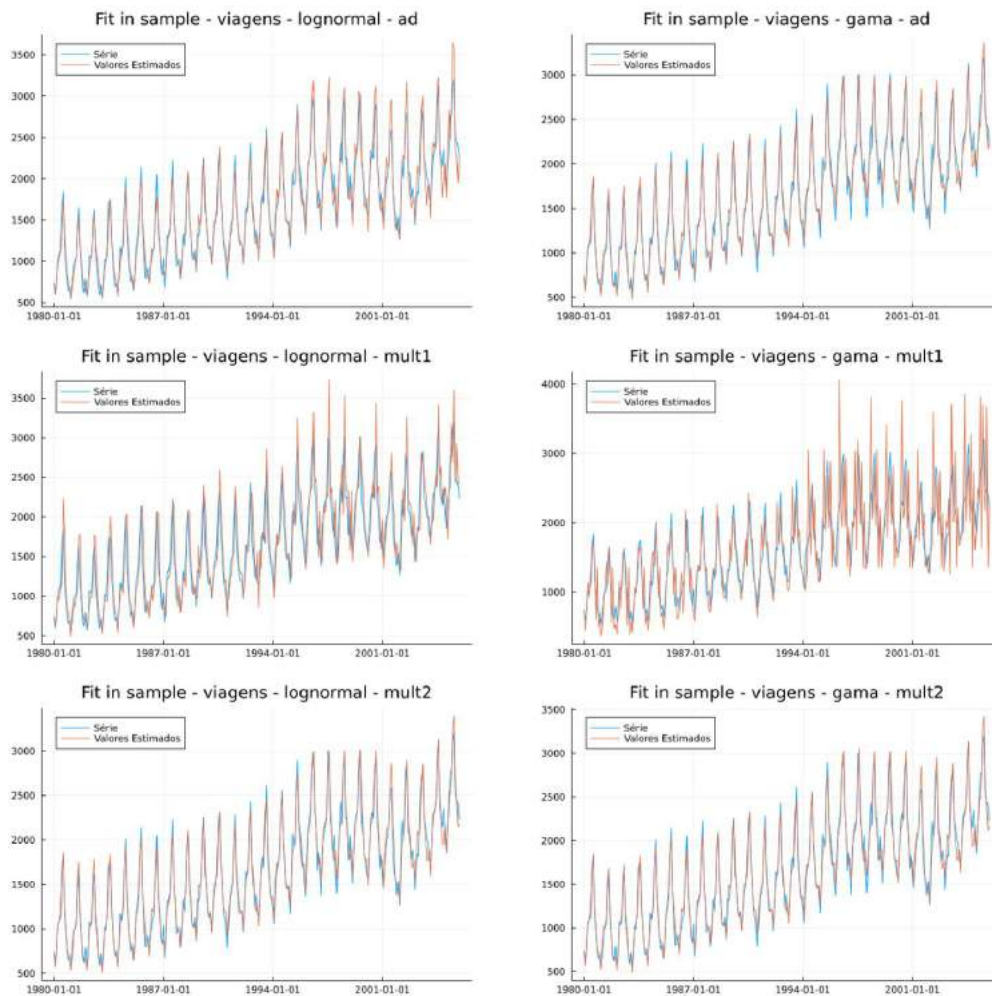 Fit in sample - viagens - lognormal - ad
Série
Valores Estimados
3500
3000
2500
2000
1500
1000
500
1980-01-01 1987-01-01 1994-01-01 2001-01-01
Fit in sample - viagens - gama - ad
Série
Valores Estimados
3000
2500
2000
1500
1000
500
1980-01-01 1987-01-01 1994-01-01 2001-01-01
Fit in sample - viagens - lognormal - mult1
Série
Valores Estimados
3500
3000
2500
2000
1500
1000
500
1980-01-01 1987-01-01 1994-01-01 2001-01-01
Fit in sample - viagens - gama - mult1
Série
Valores Estimados
4000
3000
2000
1000
1980-01-01 1987-01-01 1994-01-01 2001-01-01
Fit in sample - viagens - lognormal - mult2
Série
Valores Estimados
3000
2500
2000
1500
1000
500
1980-01-01 1987-01-01 1994-01-01 2001-01-01
Fit in sample - viagens - gama - mult2
Série
Valores Estimados
3500
3000
2500
2000
1500
1000
500
1980-01-01 1987-01-01 1994-01-01 2001-01-01